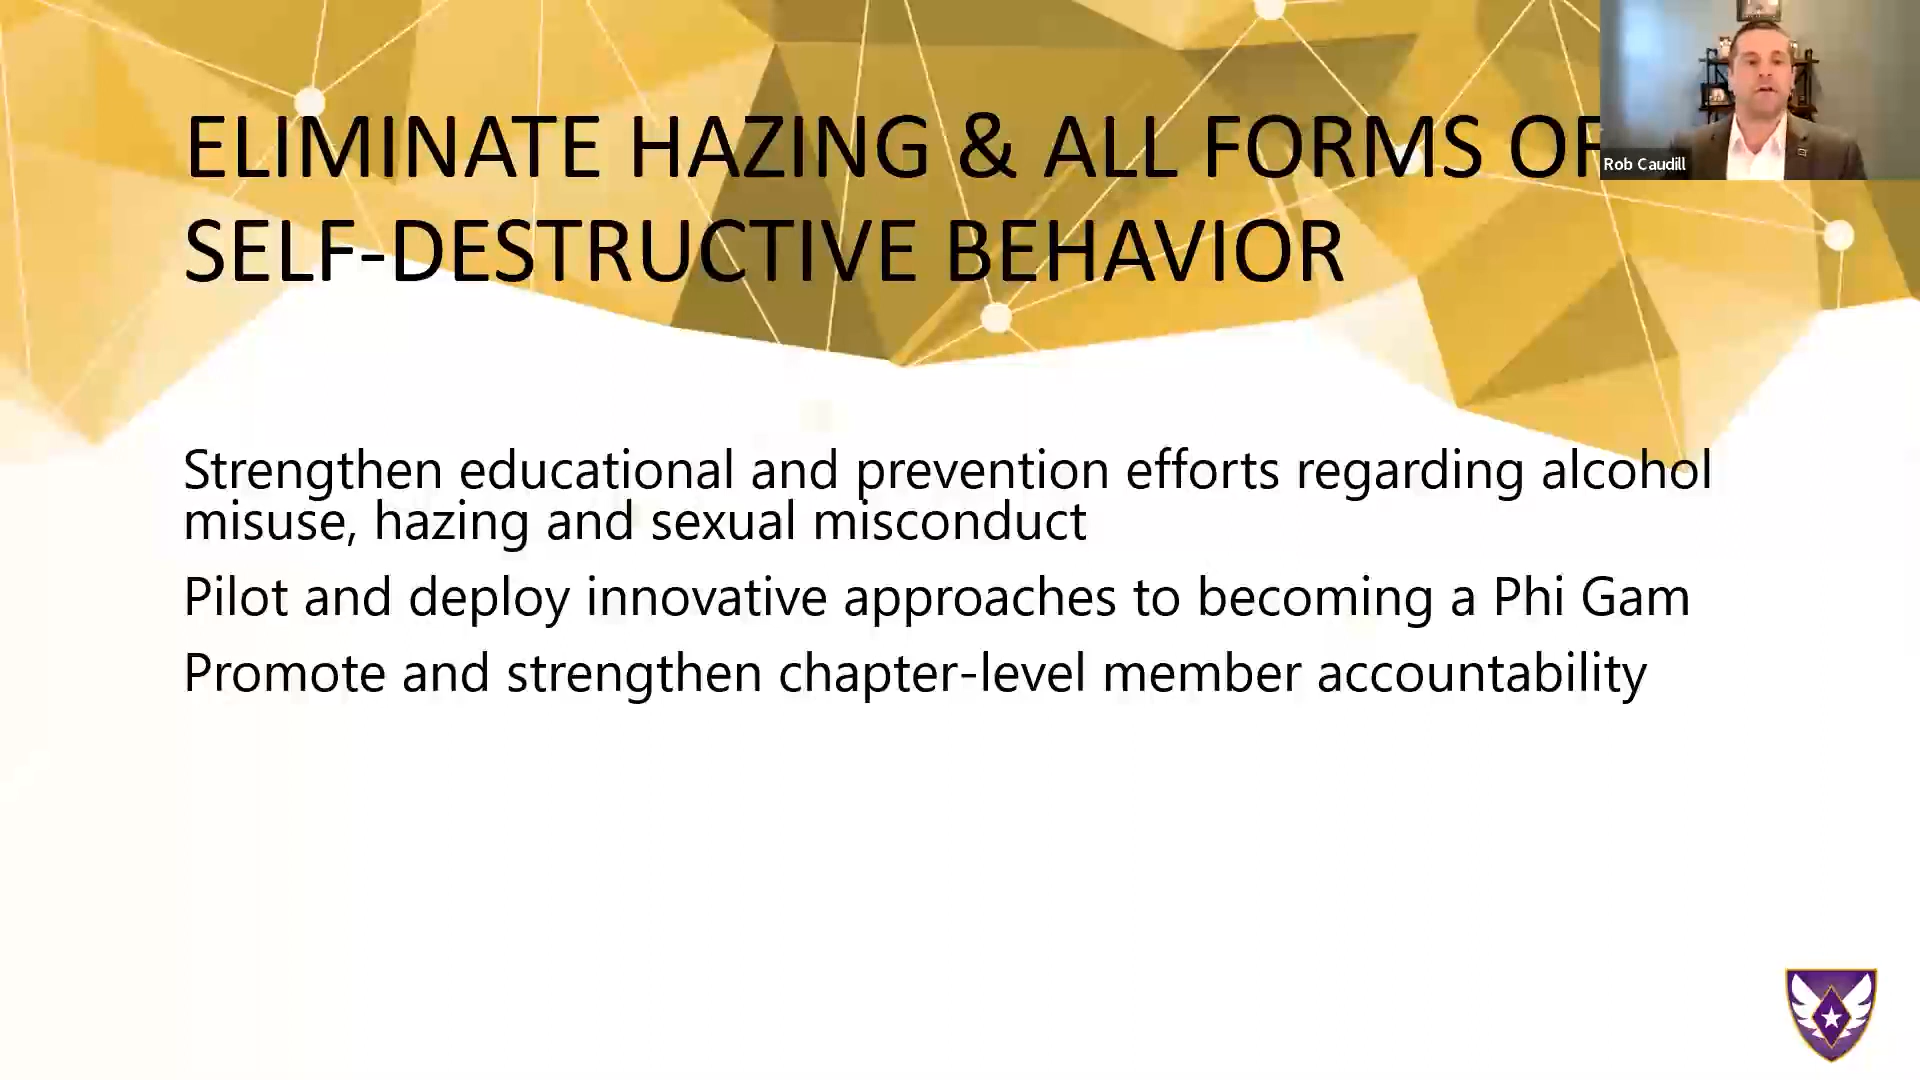 ELIMINATE HAZING & ALL FORMS OF
Rob Caudill
SELF-DESTRUCTIVE BEHAVIOR
Strengthen educational and prevention efforts regarding alcohol
misuse, hazing and sexual misconduct
Pilot and deploy innovative approaches to becoming a Phi Gam
Promote and strengthen chapter-level member accountability